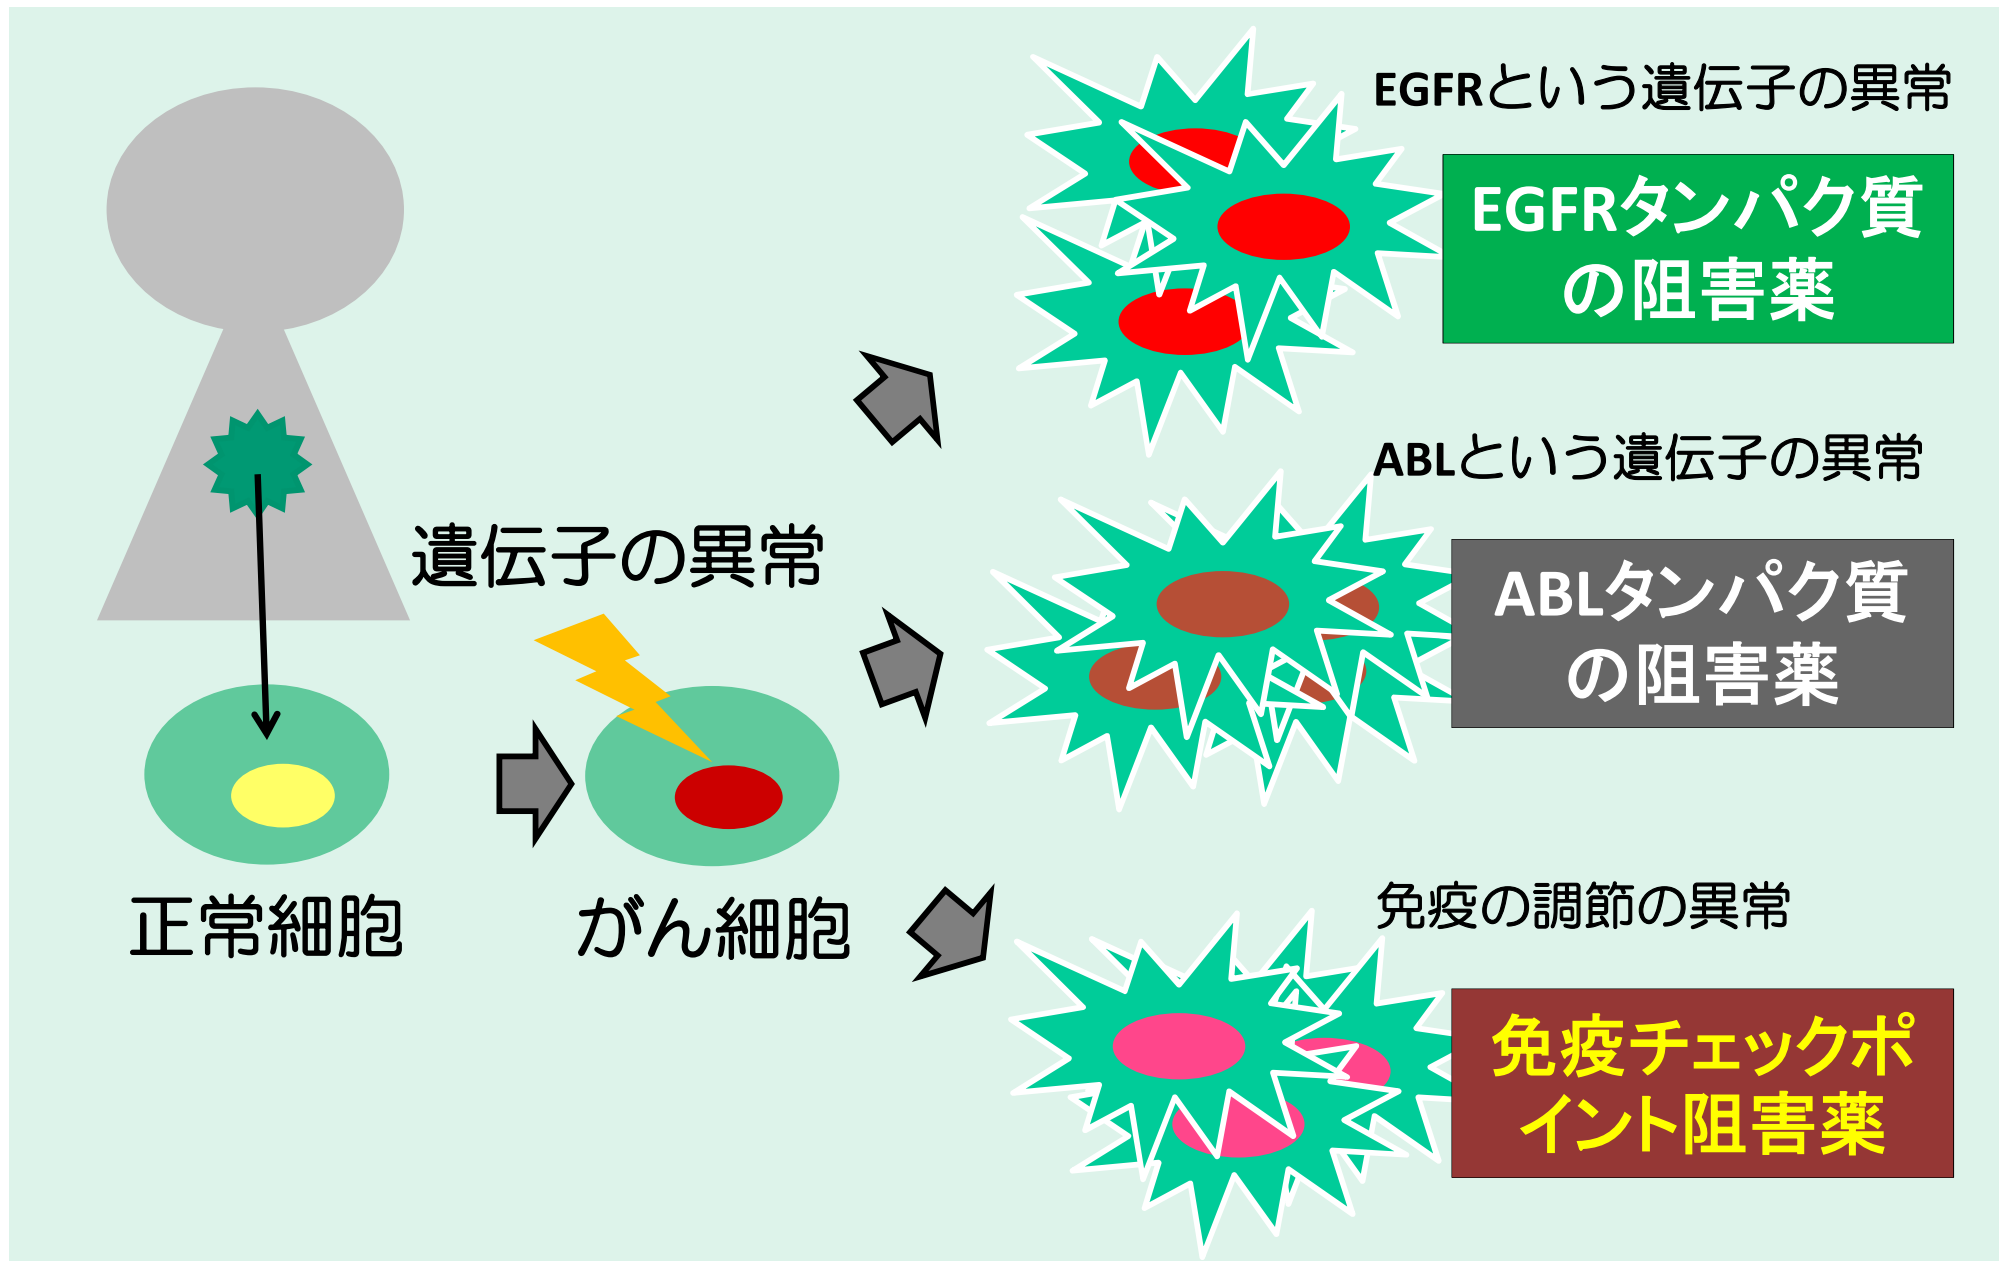 EGFRという遺伝子の異常
EGFRタンパク質
の阻害薬
ABLという遺伝子の異常
遺伝子の異常
ABLタンパク質
の阻害薬
正常細胞
がん細胞
免疫の調節の異常
免疫チェックポ
イント阻害薬